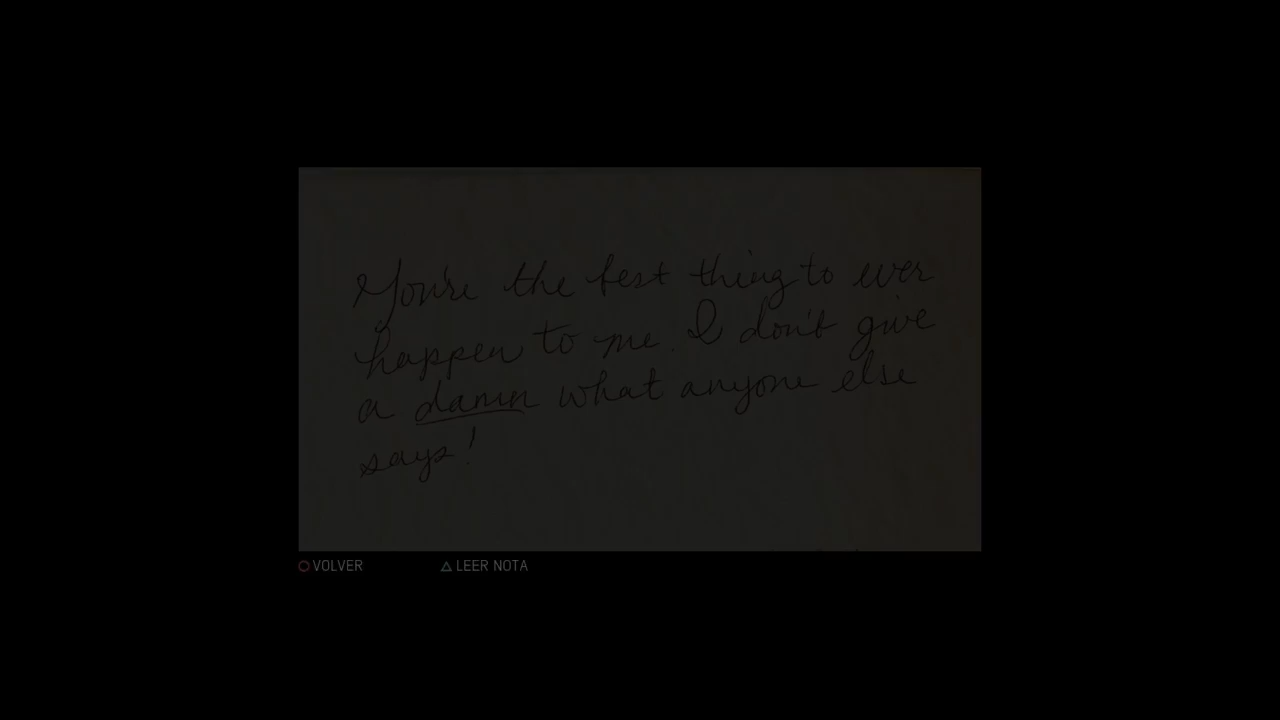 You're the best thing to ever
happen to me. I don't give
a damn what anyone else
says!
VOLVER LEER NOTA